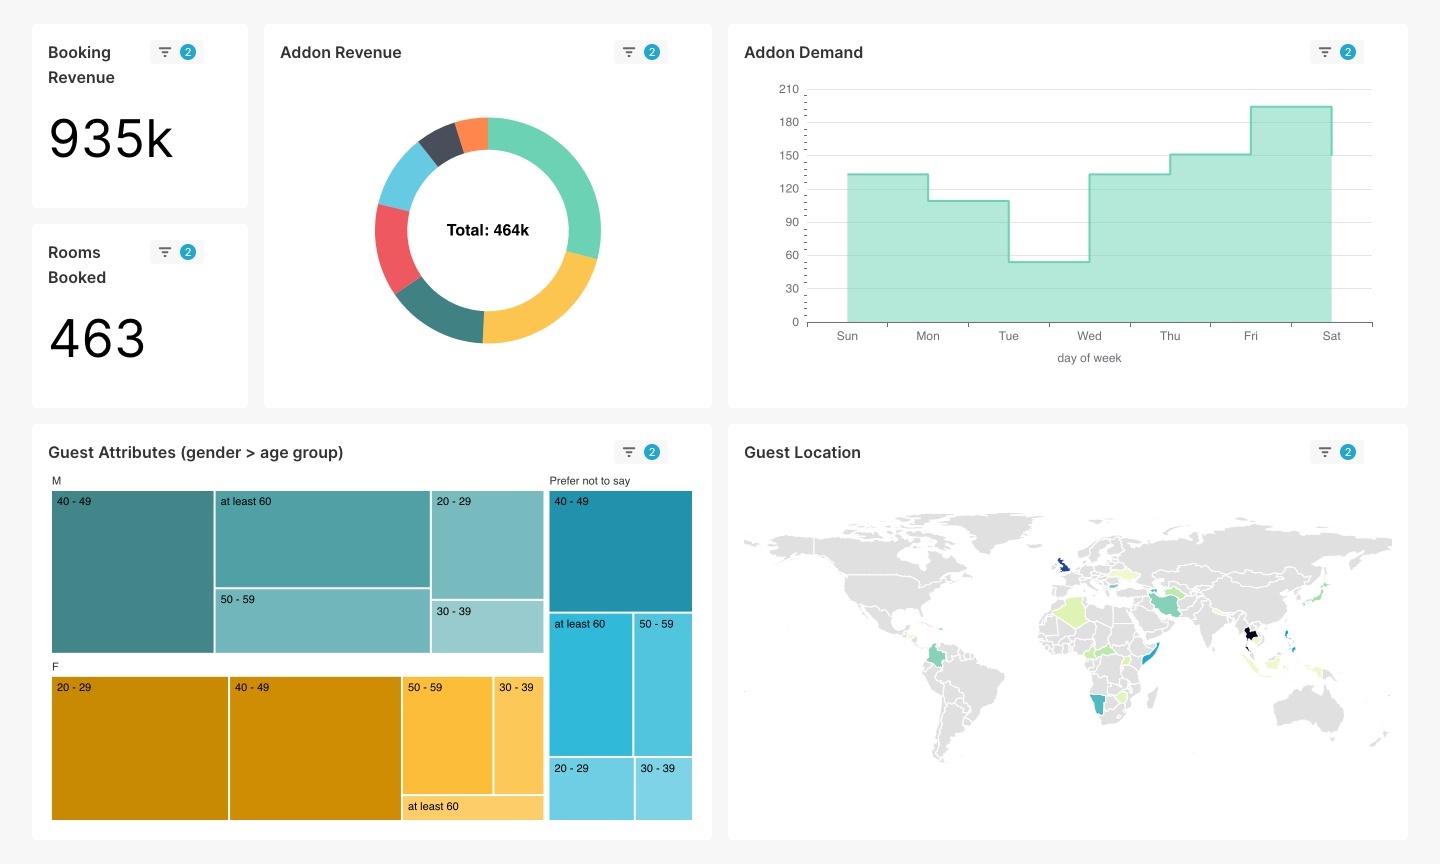 Booking
Revenue
2
935k
Rooms
Booked
2
463
Addon Revenue
2
Total: 464k
Addon Demand
2
210
180
150
120
90
60
30
0
Sun Mon Tue Wed Thu Fri Sat
day of week
Guest Attributes (gender > age group)
2
M
40 - 49
at least 60
20 - 29
50 - 59
30 - 39
F
20 - 29
40 - 49
50 - 59
30 - 39
at least 60
Prefer not to say
40 - 49
at least 60
50 - 59
20 - 29
30 - 39
Guest Location
2